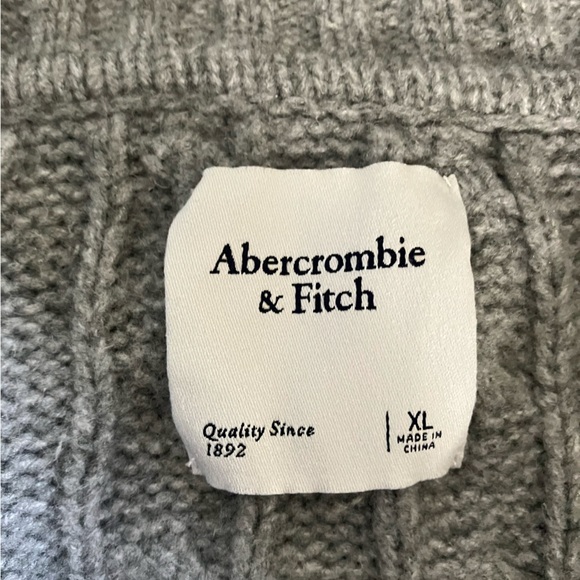 Abercrombie
& Fitch
Quality Since
1892
XL
MADE IN
CHINA